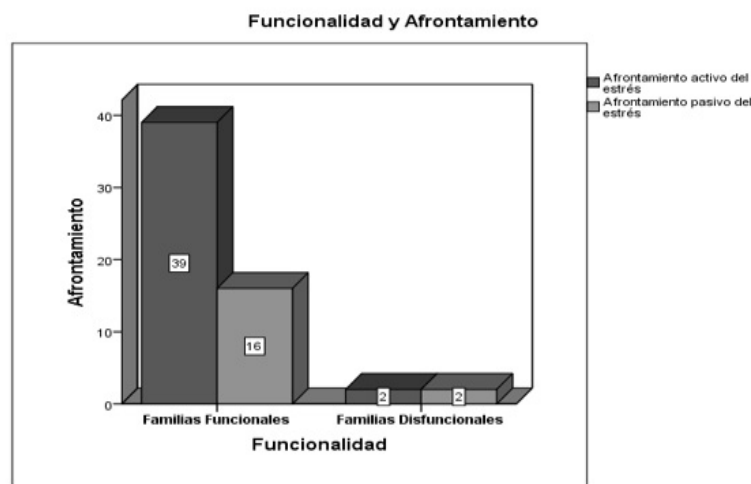 Funcionalidad y Afrontamiento
Afrontamiento activo del
estrés
Afrontamiento pasivo del
estrés
Afrontamiento
40
30
20
10
0
39
16
2
2
Familias Funcionales
Familias Disfuncionales
Funcionalidad